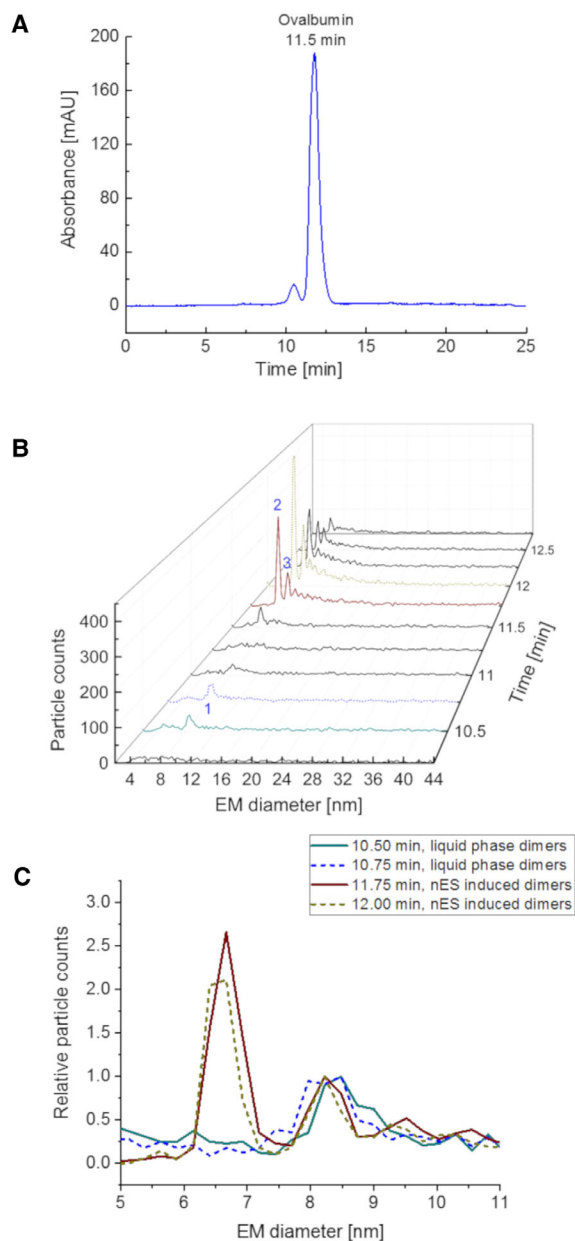 A
Ovalbumin
11.5 min
200
160
120
80
40
0
Absorbance [mAU]
0 5 10 15 20 25
Time [min]
B
2
3
1
400
300
200
100
0
Particle counts
4 8 12 16 20 24 28 32 36 40 44
EM diameter [nm]
12.5
12
11.5
11
10.5
Time [min]
C
10.50 min, liquid phase dimers
10.75 min, liquid phase dimers
11.75 min, nES induced dimers
12.00 min, nES induced dimers
3.0
2.5
2.0
1.5
1.0
0.5
0.0
Relative particle counts
5 6 7 8 9 10 11
EM diameter [nm]